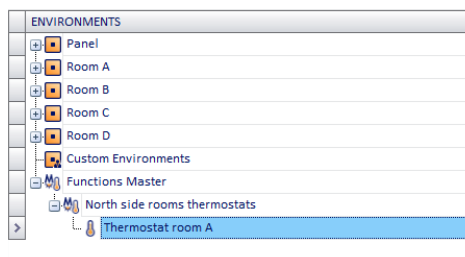 ENVIRONMENTS
Panel
Room A
Room B
Room C
Room D
Custom Environments
Functions Master
North side rooms thermostats
Thermostat room A